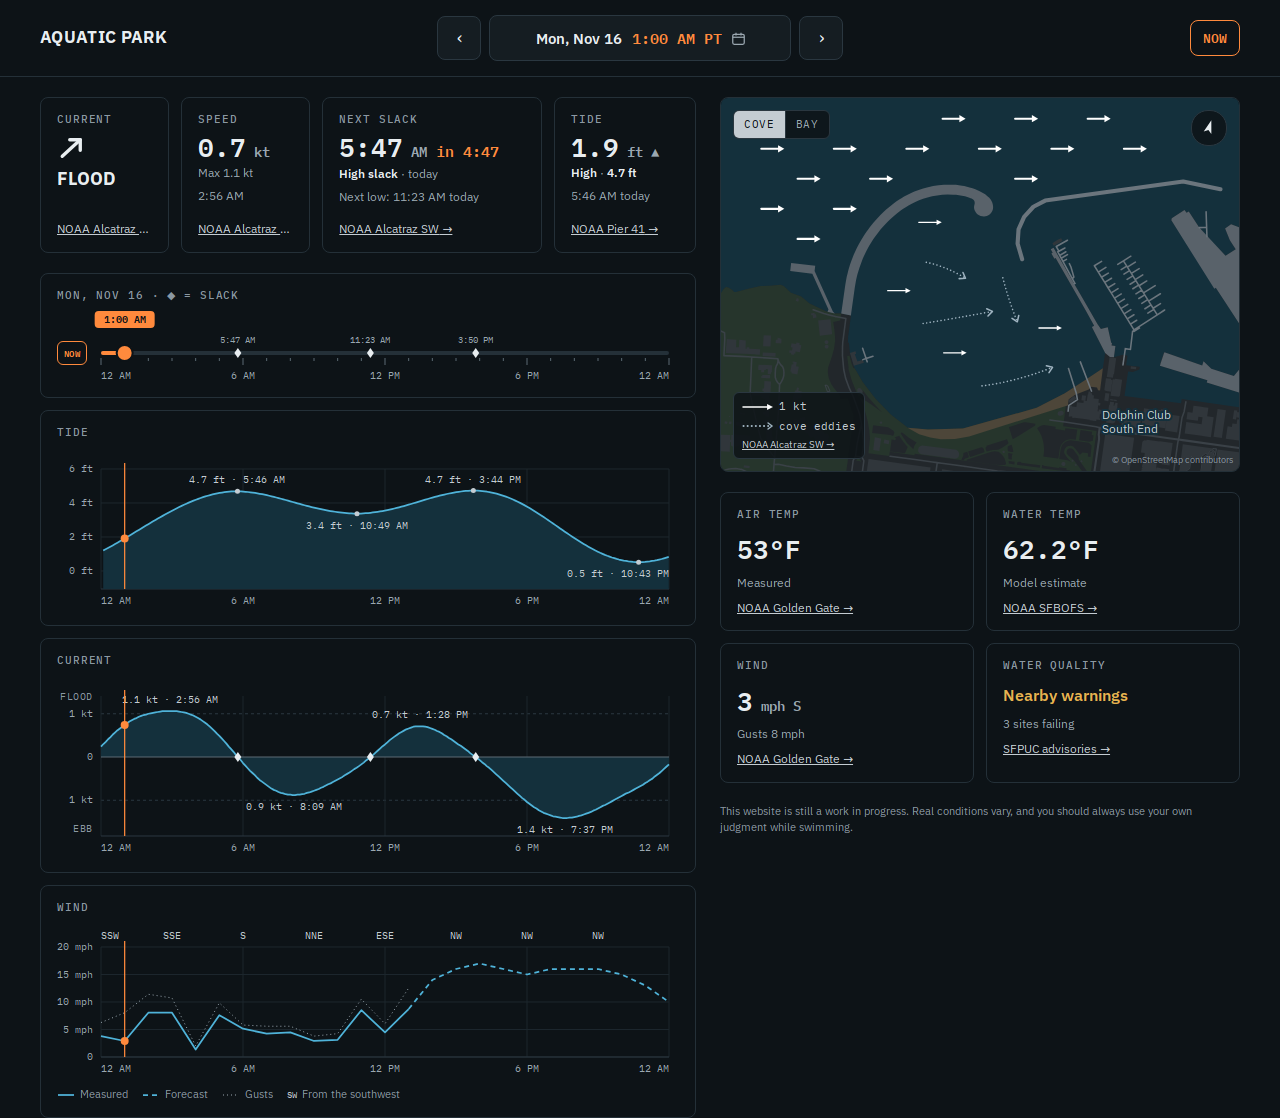 AQUATIC PARK
‹
Mon, Nov 16 1:00 AM PT
›
NOW
CURRENT
FLOOD
NOAA Alcatraz ...
SPEED
0.7 kt
Max 1.1 kt
2:56 AM
NOAA Alcatraz ...
NEXT SLACK
5:47 AM in 4:47
High slack · today
Next low: 11:23 AM today
NOAA Alcatraz SW →
TIDE
1.9 ft ▲
High · 4.7 ft
5:46 AM today
NOAA Pier 41 →
MON, NOV 16 · ◆ = SLACK
1:00 AM
5:47 AM 11:23 AM 3:50 PM
NOW
12 AM 6 AM 12 PM 6 PM 12 AM
TIDE
6 ft
4.7 ft · 5:46 AM 4.7 ft · 3:44 PM
4 ft
3.4 ft · 10:49 AM
2 ft
0 ft
0.5 ft · 10:43 PM
12 AM 6 AM 12 PM 6 PM 12 AM
CURRENT
FLOOD
1.1 kt · 2:56 AM
1 kt
0.7 kt · 1:28 PM
0
1 kt
0.9 kt · 8:09 AM
EBB
1.4 kt · 7:37 PM
12 AM 6 AM 12 PM 6 PM 12 AM
WIND
SSW SSE S NNE ESE NW NW NW
20 mph
15 mph
10 mph
5 mph
0
12 AM 6 AM 12 PM 6 PM 12 AM
Measured Forecast Gusts SW From the southwest
COVE BAY
1 kt
cove eddies
NOAA Alcatraz SW →
Dolphin Club
South End
© OpenStreetMap contributors
AIR TEMP
53°F
Measured
NOAA Golden Gate →
WATER TEMP
62.2°F
Model estimate
NOAA SFBOFS →
WIND
3 mph S
Gusts 8 mph
NOAA Golden Gate →
WATER QUALITY
Nearby warnings
3 sites failing
SFPUC advisories →
This website is still a work in progress. Real conditions vary, and you should always use your own
judgment while swimming.